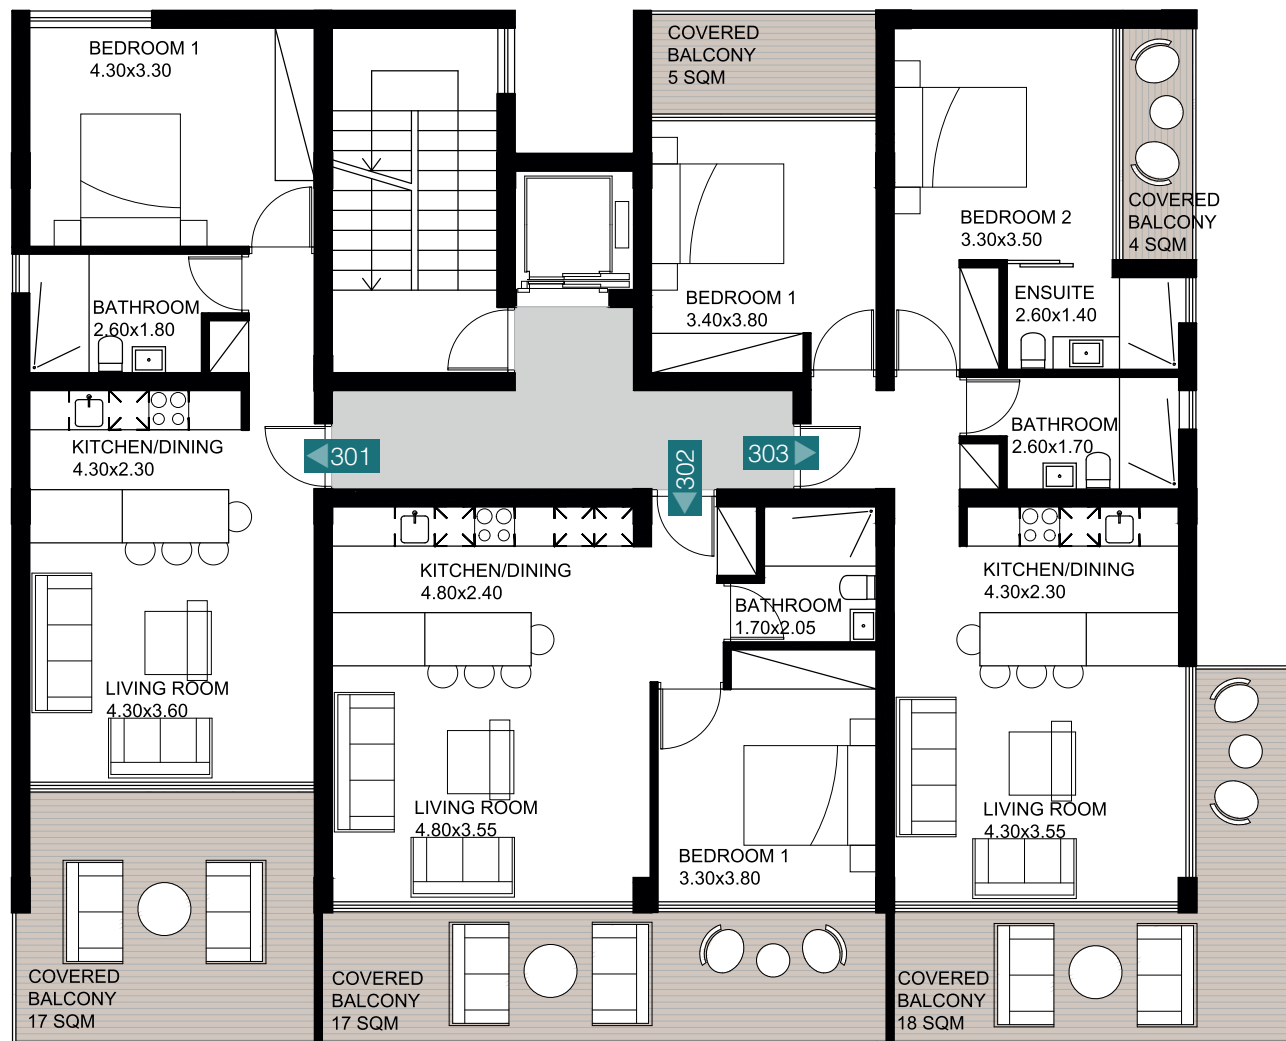 BEDROOM 1
4.30x3.30
COVERED
BALCONY
5 SQM
COVERED
BALCONY
4 SQM
BEDROOM 2
3.30x3.50
BATHROOM
2.60x1.80
BEDROOM 1
3.40x3.80
ENSUITE
2.60x1.40
KITCHEN/DINING
4.30x2.30
301
302
303
BATHROOM
2.60x1.70
KITCHEN/DINING
4.80x2.40
BATHROOM
1.70x2.05
KITCHEN/DINING
4.30x2.30
LIVING ROOM
4.30x3.60
LIVING ROOM
4.80x3.55
BEDROOM 1
3.30x3.80
LIVING ROOM
4.30x3.55
COVERED
BALCONY
17 SQM
COVERED
BALCONY
17 SQM
COVERED
BALCONY
18 SQM